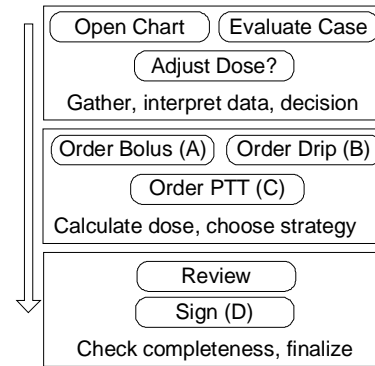 Open Chart Evaluate Case
Adjust Dose?
Gather, interpret data, decision
Order Bolus (A) Order Drip (B)
Order PTT (C)
Calculate dose, choose strategy
Review
Sign (D)
Check completeness, finalize